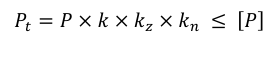 P_t = P × k × k_z × k_n ≤ [P]